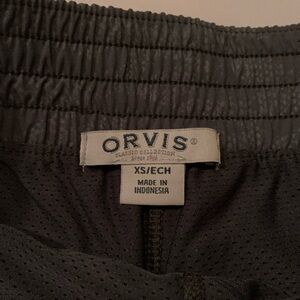 ORVIS®
CLASSIC COLLECTION
Since 1856
XS/ECH
MADE IN
INDONESIA